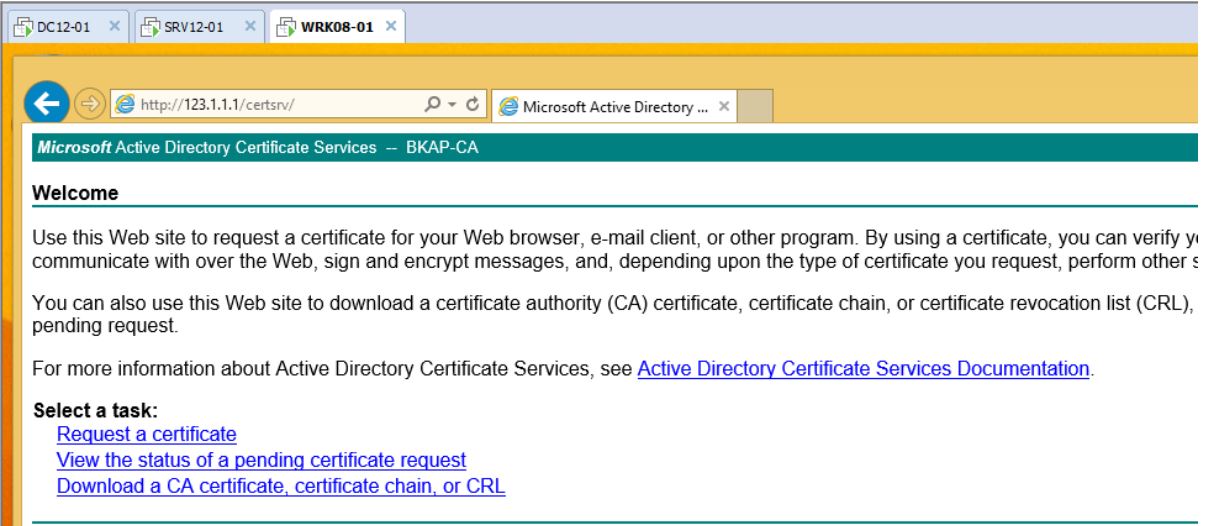 DC12-01 SRV12-01 WRK08-01
http://123.1.1.1/certsrv/ Microsoft Active Directory ...
Microsoft Active Directory Certificate Services -- BKAP-CA
Welcome
Use this Web site to request a certificate for your Web browser, e-mail client, or other program. By using a certificate, you can verify
communicate with over the Web, sign and encrypt messages, and, depending upon the type of certificate you request, perform other
You can also use this Web site to download a certificate authority (CA) certificate, certificate chain, or certificate revocation list (CRL),
pending request.
For more information about Active Directory Certificate Services, see Active Directory Certificate Services Documentation.
Select a task:
Request a certificate
View the status of a pending certificate request
Download a CA certificate, certificate chain, or CRL